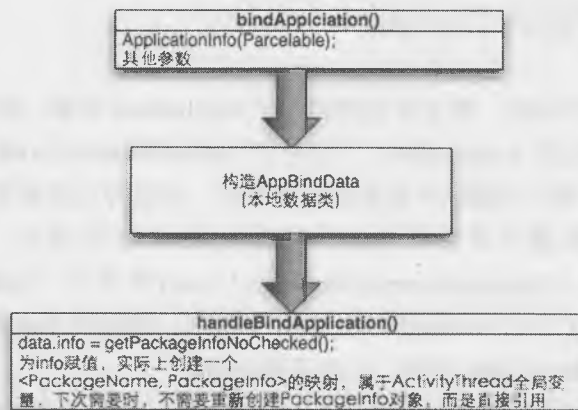 bindAppliciation()
ApplicationInfo(Parcelable);
其他参数
构造AppBindData
(本地数据类)
handleBindApplication()
data.info = getPackageInfoNoChecked();
为info赋值，实际上创建一个
<PackageName, PackageInfo>的映射，属于ActivityThread全局变
量，下次需要时，不需要重新创建PackageInfo对象，而是直接引用